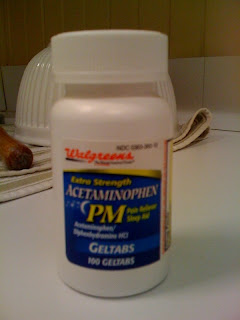 Walgreens
Extra Strength
ACETAMINOPHEN
PM
Pain Reliever
Sleep Aid
Acetaminophen/
Diphenhydramine HCl
GELTABS
100 GELTABS